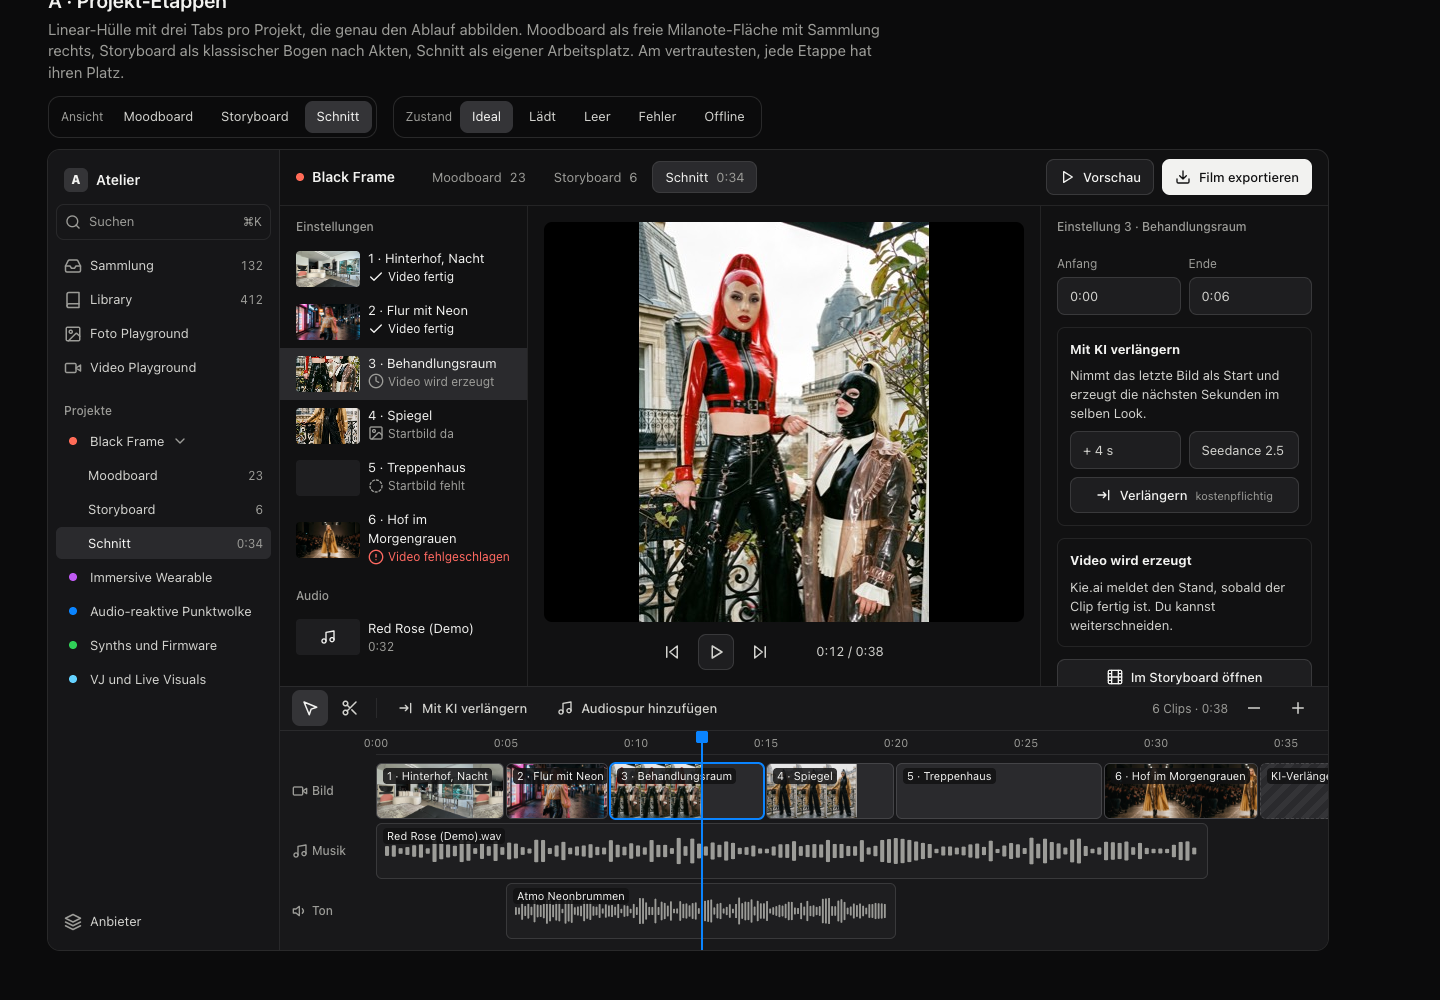 A · Projekt-Etappen
Linear-Hülle mit drei Tabs pro Projekt, die genau den Ablauf abbilden. Moodboard als freie Milanote-Fläche mit Sammlung
rechts, Storyboard als klassischer Bogen nach Akten, Schnitt als eigener Arbeitsplatz. Am vertrautesten, jede Etappe hat
ihren Platz.
Ansicht Moodboard Storyboard Schnitt
Zustand Ideal Lädt Leer Fehler Offline
A Atelier
Suchen ⌘K
Sammlung 132
Library 412
Foto Playground
Video Playground
Projekte
Black Frame
Moodboard 23
Storyboard 6
Schnitt 0:34
Immersive Wearable
Audio-reaktive Punktwolke
Synths und Firmware
VJ und Live Visuals
Anbieter
Black Frame Moodboard 23 Storyboard 6 Schnitt 0:34
Vorschau Film exportieren
Einstellungen
1 · Hinterhof, Nacht
Video fertig
2 · Flur mit Neon
Video fertig
3 · Behandlungsraum
Video wird erzeugt
4 · Spiegel
Startbild da
5 · Treppenhaus
Startbild fehlt
6 · Hof im
Morgengrauen
Video fehlgeschlagen
Audio
Red Rose (Demo)
0:32
0:12 / 0:38
Einstellung 3 · Behandlungsraum
Anfang Ende
0:00 0:06
Mit KI verlängern
Nimmt das letzte Bild als Start und
erzeugt die nächsten Sekunden im
selben Look.
+ 4 s Seedance 2.5
Verlängern kostenpflichtig
Video wird erzeugt
Kie.ai meldet den Stand, sobald der
Clip fertig ist. Du kannst
weiterschneiden.
Im Storyboard öffnen
Mit KI verlängern Audiospur hinzufügen 6 Clips · 0:38
0:00 0:05 0:10 0:15 0:20 0:25 0:30 0:35
Bild
1 · Hinterhof, Nacht 2 · Flur mit Neon 3 · Behandlungsraum 4 · Spiegel 5 · Treppenhaus 6 · Hof im Morgengrauen KI-Verlänge
Musik
Red Rose (Demo).wav
Ton
Atmo Neonbrummen